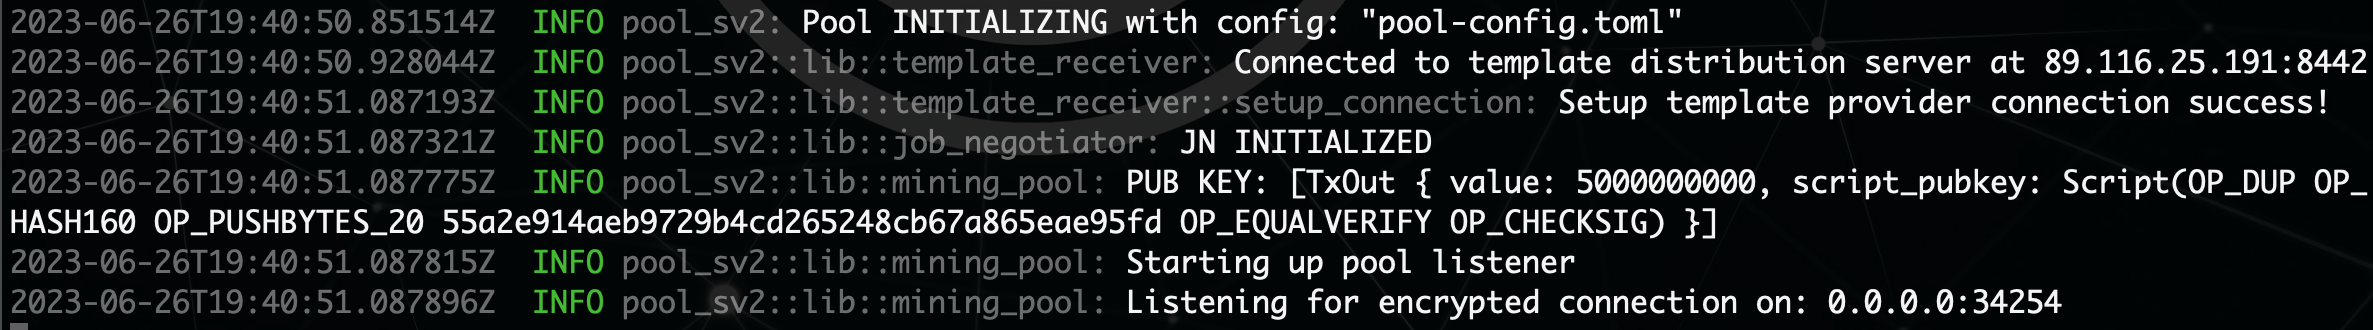 2023-06-26T19:40:50.851514Z  INFO pool_sv2: Pool INITIALIZING with config: "pool-config.toml"
2023-06-26T19:40:50.928044Z  INFO pool_sv2::lib::template_receiver: Connected to template distribution server at 89.116.25.191:8442
2023-06-26T19:40:51.087193Z  INFO pool_sv2::lib::template_receiver::setup_connection: Setup template provider connection success!
2023-06-26T19:40:51.087321Z  INFO pool_sv2::lib::job_negotiator: JN INITIALIZED
2023-06-26T19:40:51.087775Z  INFO pool_sv2::lib::mining_pool: PUB KEY: [TxOut { value: 5000000000, script_pubkey: Script(OP_DUP OP_
HASH160 OP_PUSHBYTES_20 55a2e914aeb9729b4cd265248cb67a865eae95fd OP_EQUALVERIFY OP_CHECKSIG) }]
2023-06-26T19:40:51.087815Z  INFO pool_sv2::lib::mining_pool: Starting up pool listener
2023-06-26T19:40:51.087896Z  INFO pool_sv2::lib::mining_pool: Listening for encrypted connection on: 0.0.0.0:34254